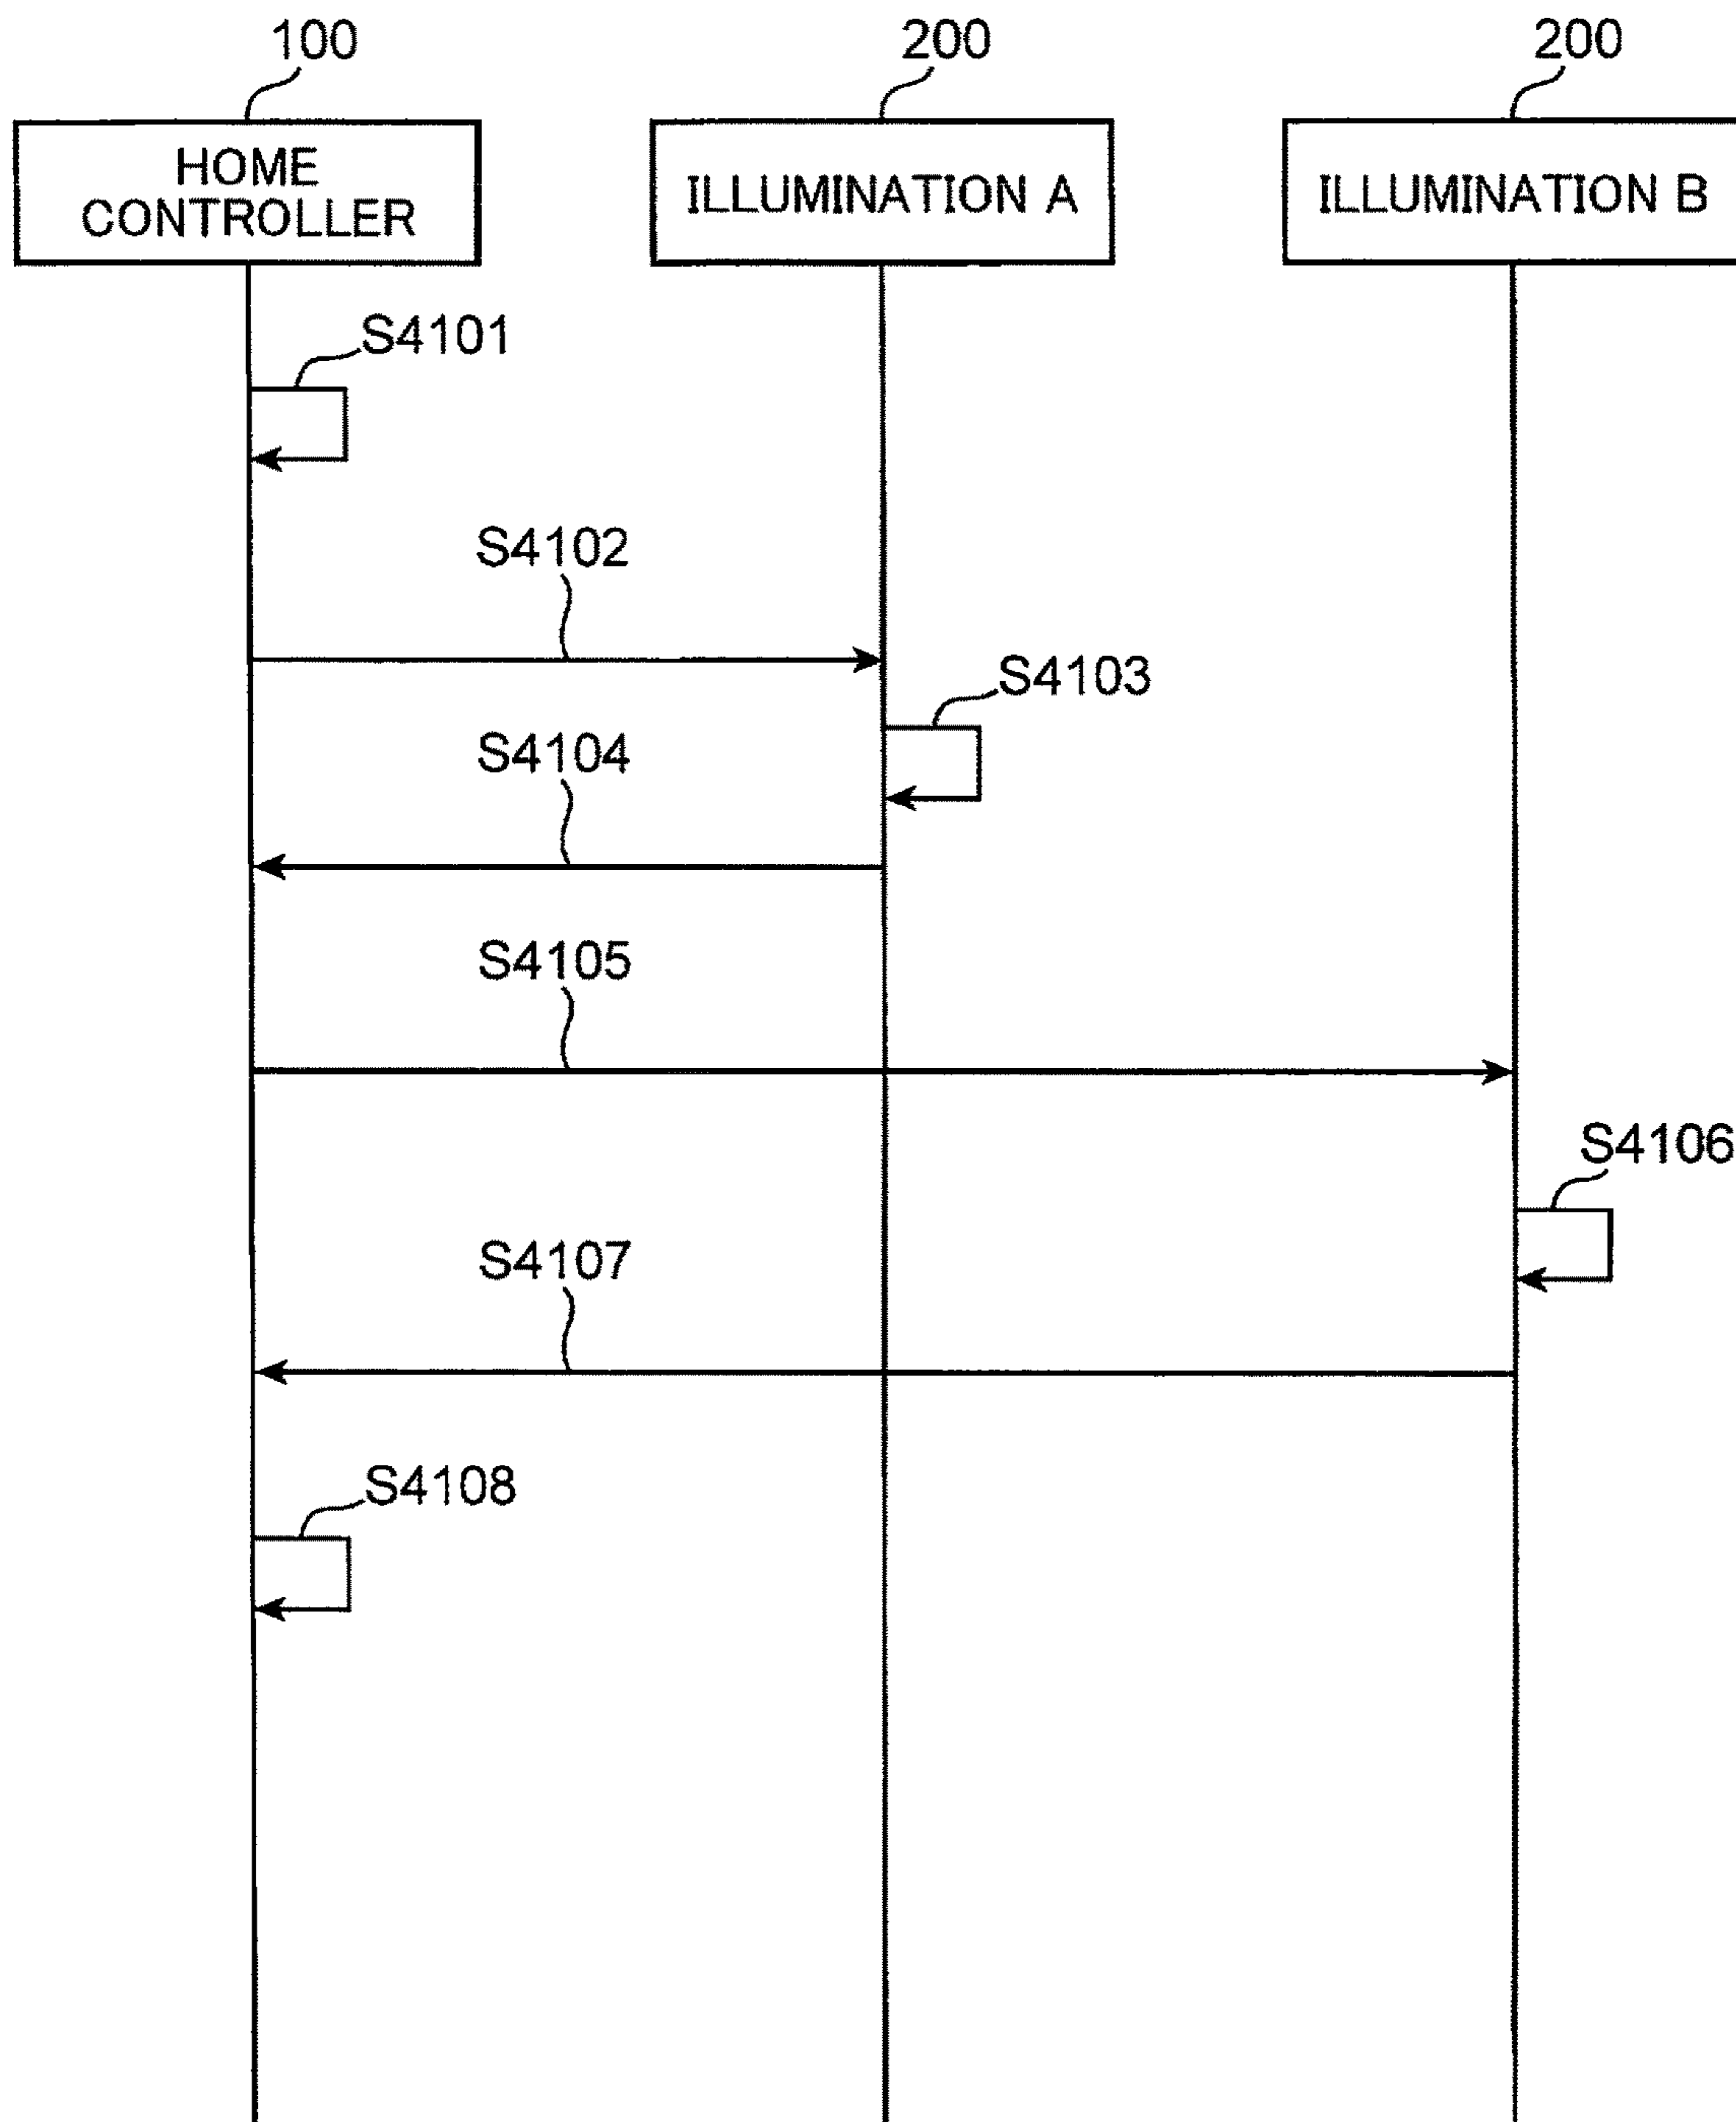 100
200
200
HOME
CONTROLLER
ILLUMINATION A
ILLUMINATION B
S4101
S4102
S4103
S4104
S4105
S4106
S4107
S4108